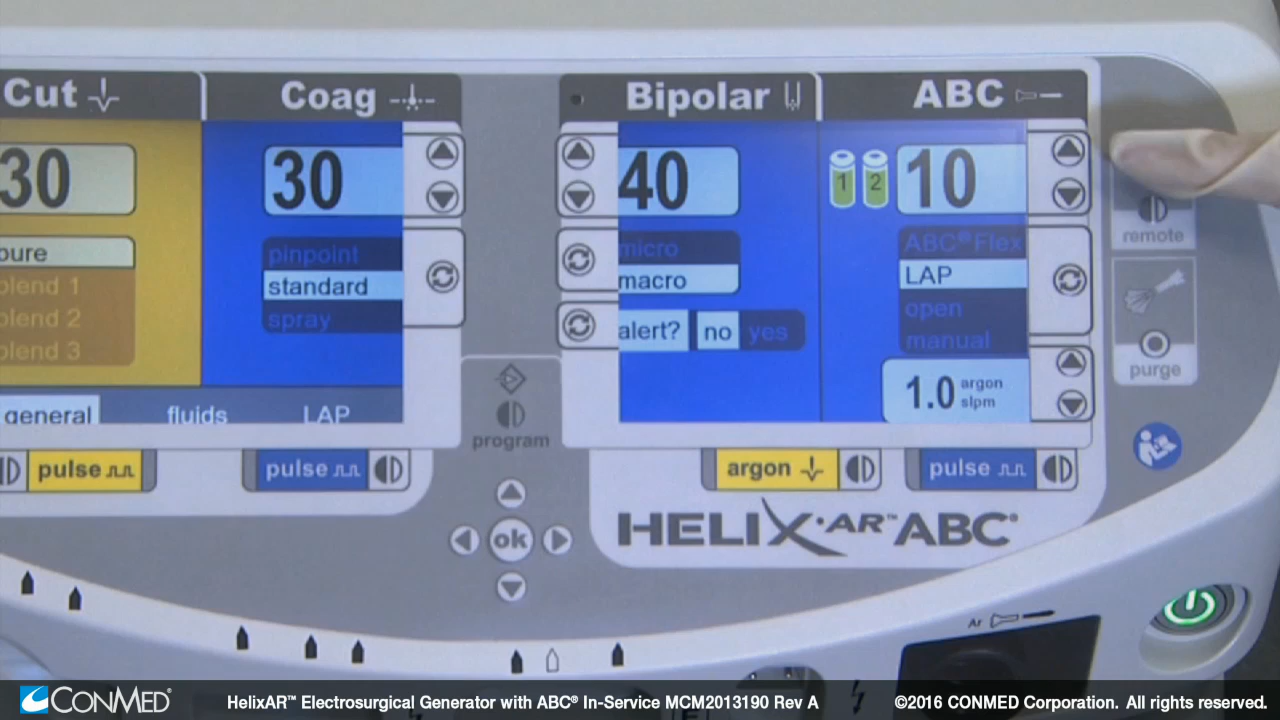 Cut
Coag
Bipolar
ABC
30
30
40
1
2
10
remote
pure
blend 1
blend 2
blend 3
pinpoint
standard
spray
micro
macro
alert? no yes
ABC® Flex
LAP
open
manual
1.0 argon slpm
purge
general fluids LAP
program
pulse
pulse
argon
pulse
ok
HELIX·AR™ABC®
Ar
CONMED®
HelixAR™ Electrosurgical Generator with ABC® In-Service MCM2013190 Rev A
©2016 CONMED Corporation. All rights reserved.